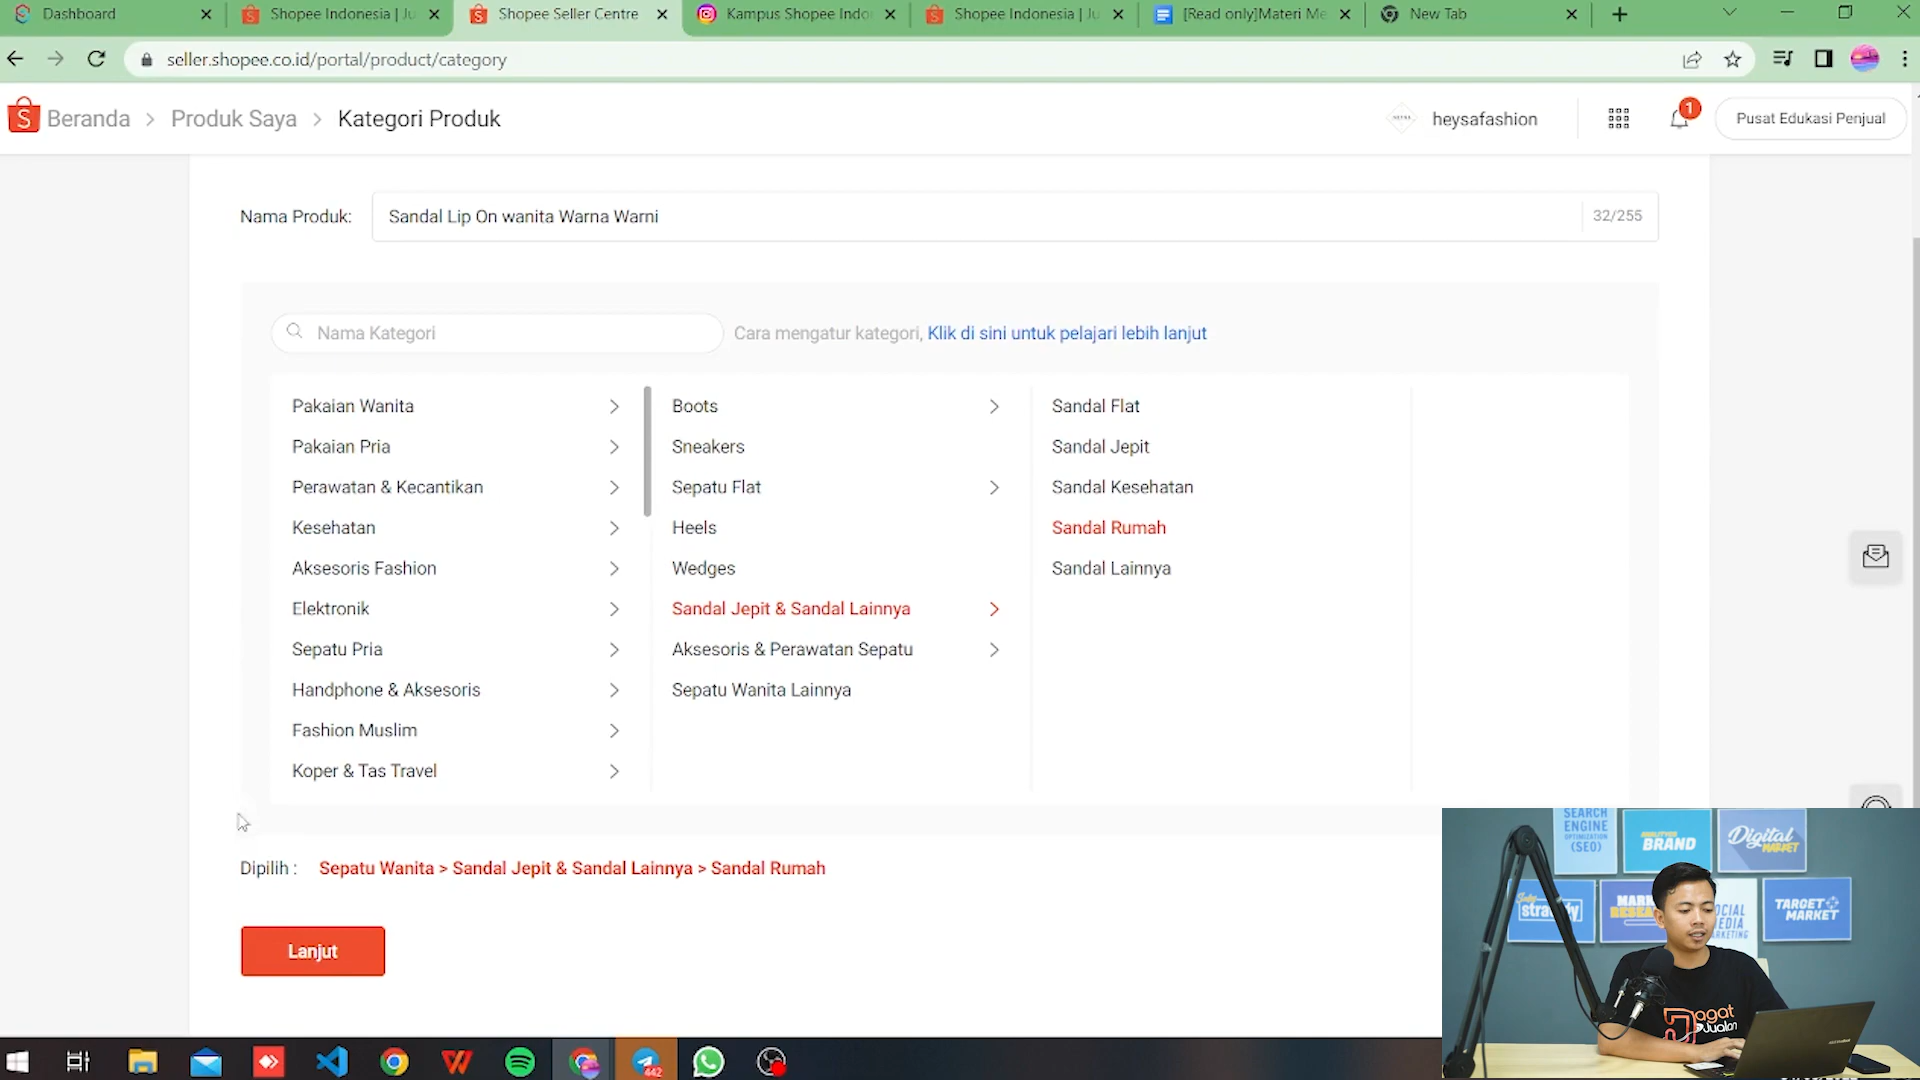 Dashboard
Shopee Indonesia | Ju
Shopee Seller Centre
Kampus Shopee Indo
Shopee Indonesia | Ju
[Read only]Materi Me
New Tab
seller.shopee.co.id/portal/product/category
Beranda > Produk Saya > Kategori Produk
heysafashion
1
Pusat Edukasi Penjual
Nama Produk:
Sandal Lip On wanita Warna Warni
32/255
Nama Kategori
Cara mengatur kategori, Klik di sini untuk pelajari lebih lanjut
Pakaian Wanita
Pakaian Pria
Perawatan & Kecantikan
Kesehatan
Aksesoris Fashion
Elektronik
Sepatu Pria
Handphone & Aksesoris
Fashion Muslim
Koper & Tas Travel
Boots
Sneakers
Sepatu Flat
Heels
Wedges
Sandal Jepit & Sandal Lainnya
Aksesoris & Perawatan Sepatu
Sepatu Wanita Lainnya
Sandal Flat
Sandal Jepit
Sandal Kesehatan
Sandal Rumah
Sandal Lainnya
Dipilih :
Sepatu Wanita > Sandal Jepit & Sandal Lainnya > Sandal Rumah
Lanjut
SEARCH
ENGINE
OPTIMIZATION
(SEO)
BRAND
Digital
MARKET
TARGET
MARKET
agat
Jualan
442